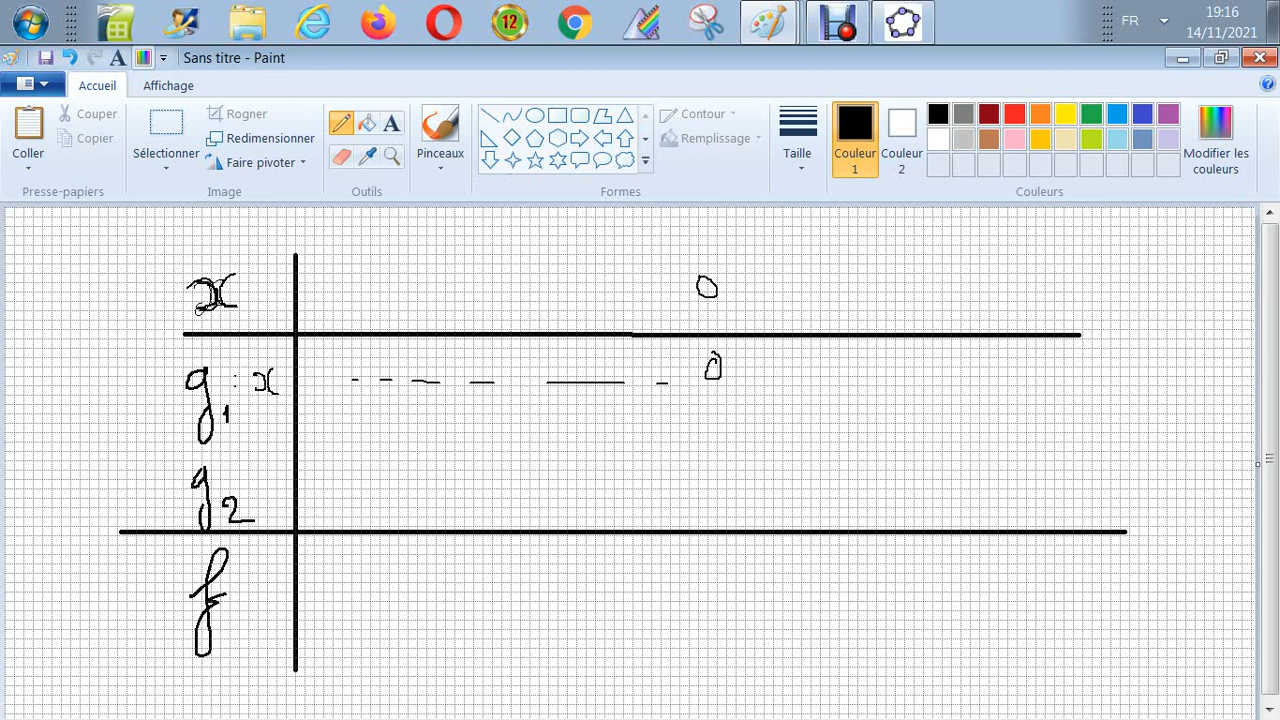 12
FR
19:16
14/11/2021
Sans titre - Paint
Accueil Affichage
Coller
Couper
Copier
Presse-papiers
Sélectionner
Rogner
Redimensionner
Faire pivoter
Image
A
Outils
Pinceaux
Contour
Remplissage
Formes
Taille
Couleur 1
Couleur 2
Modifier les couleurs
Couleurs
x 0
g1 : x - - - - — - 0
g2
f